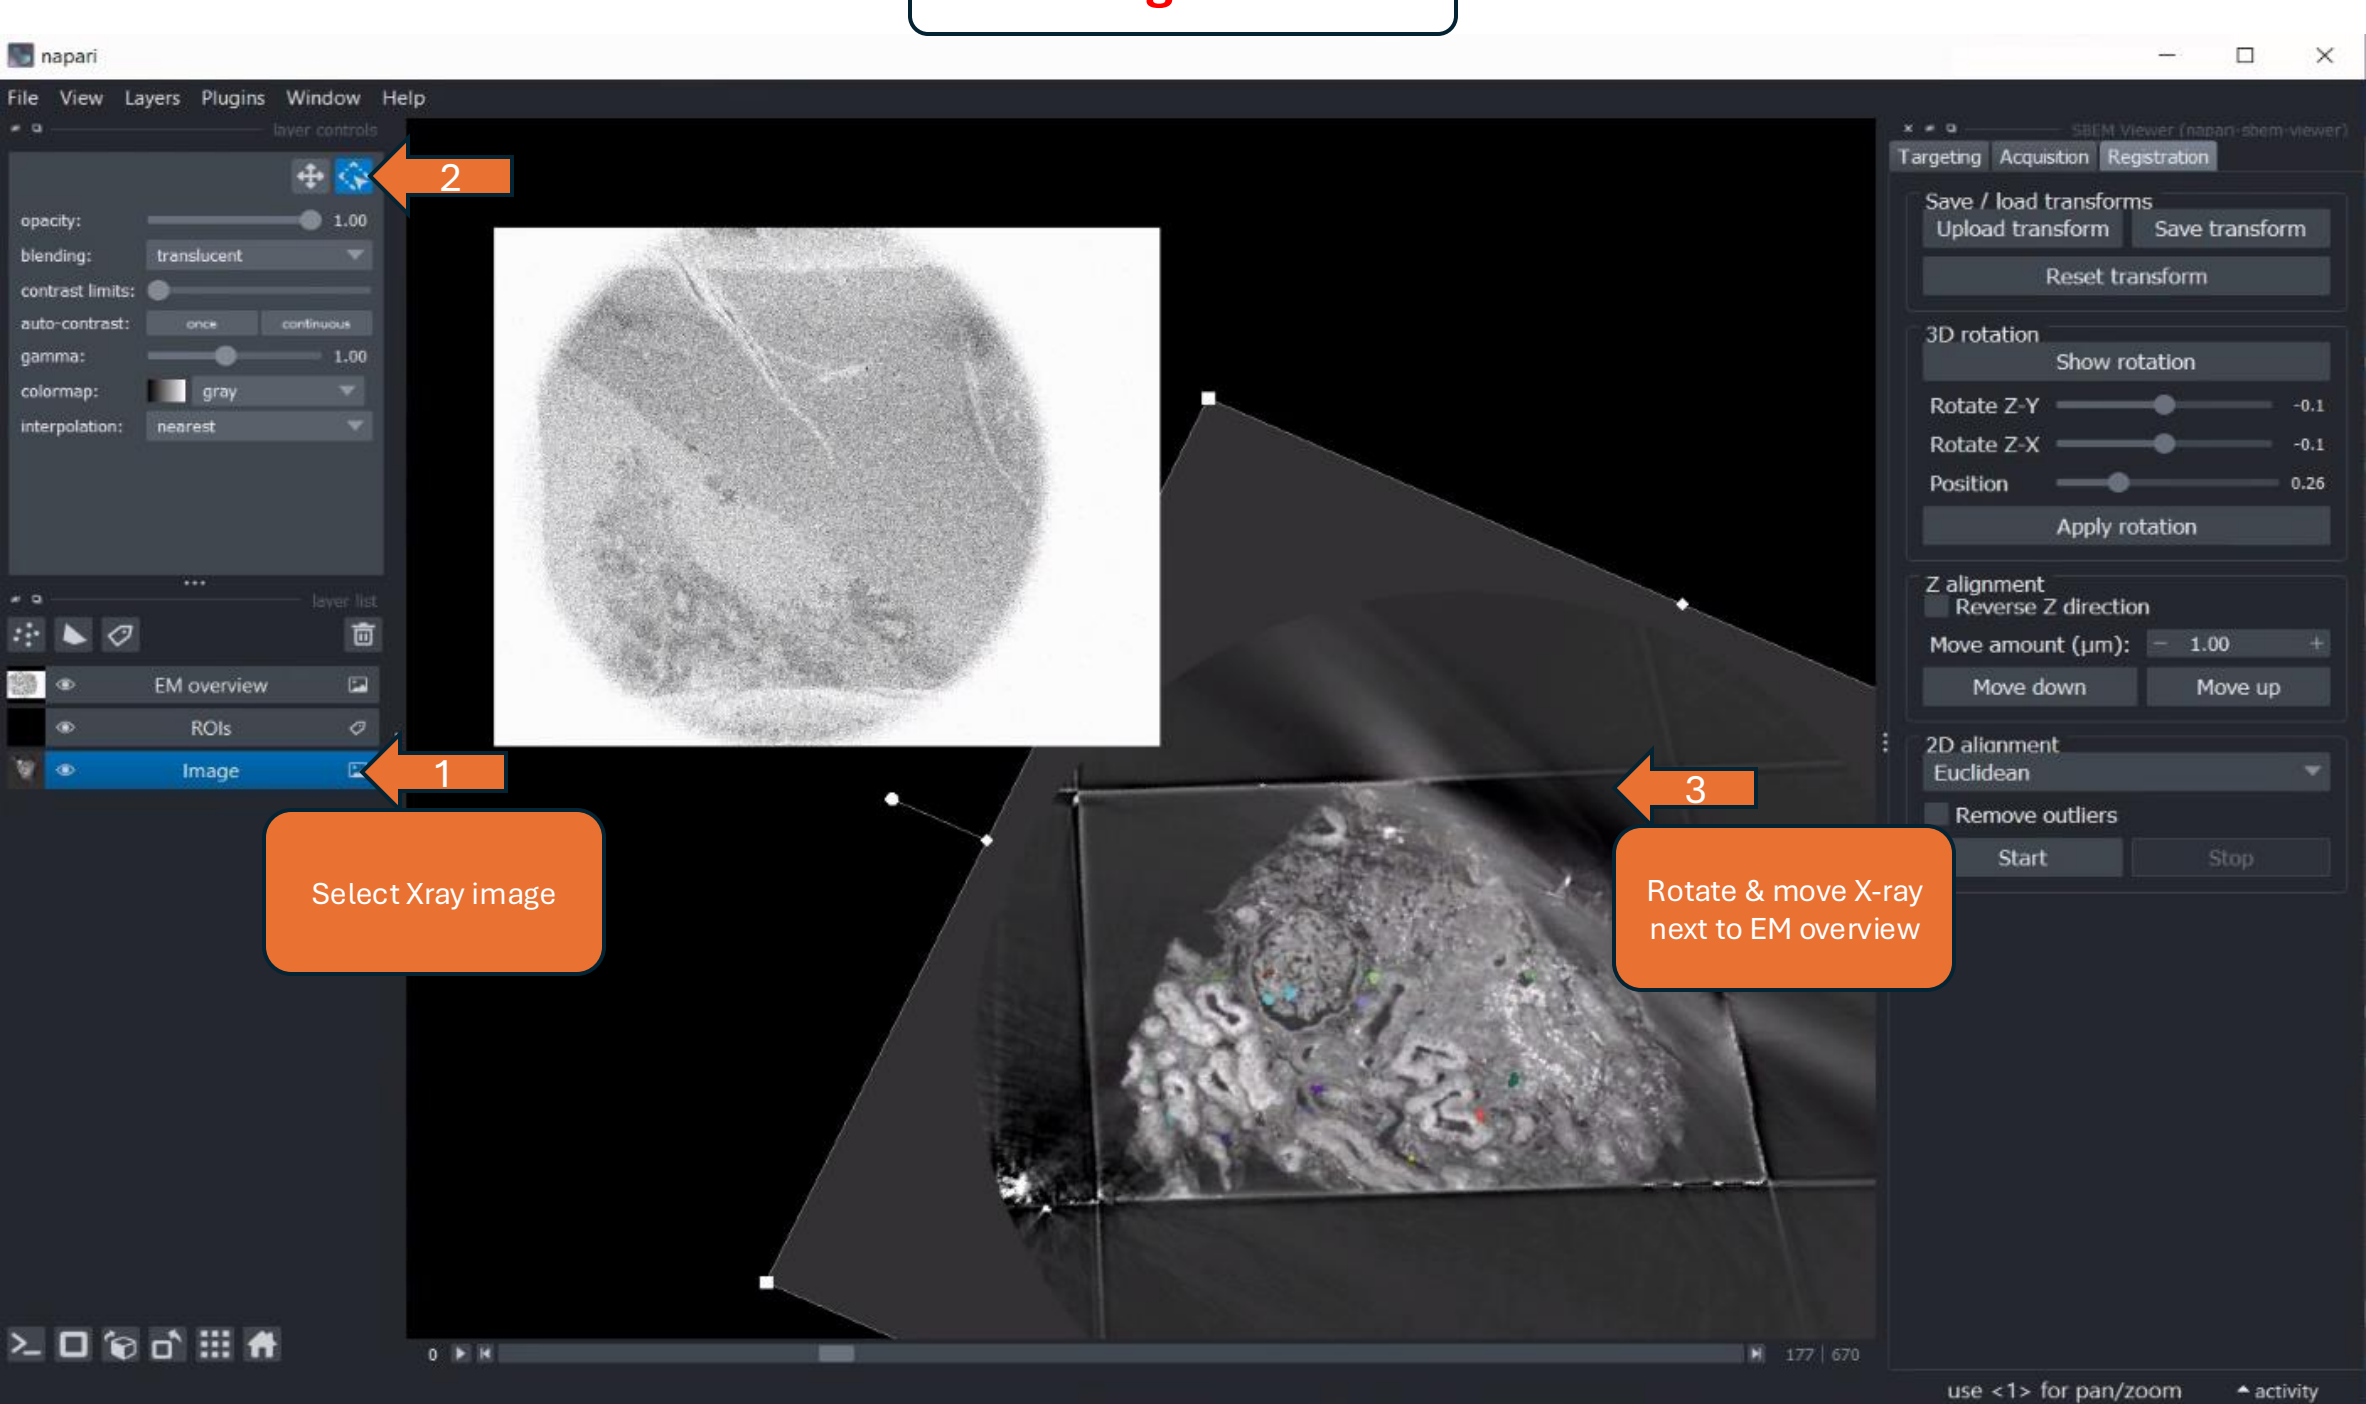 napari
File View Layers Plugins Window Help
layer controls
2
opacity: 1.00
blending: translucent
contrast limits:
auto-contrast: once continuous
gamma: 1.00
colormap: gray
interpolation: nearest
layer list
EM overview
ROIs
Image
1
Select Xray image
3
Rotate & move X-ray
next to EM overview
0
177 | 670
SBEM Viewer (napari-sbem-viewer)
Targeting Acquisition Registration
Save / load transforms
Upload transform Save transform
Reset transform
3D rotation
Show rotation
Rotate Z-Y -0.1
Rotate Z-X -0.1
Position 0.26
Apply rotation
Z alignment
Reverse Z direction
Move amount (μm): − 1.00 +
Move down Move up
2D alignment
Euclidean
Remove outliers
Start Stop
use <1> for pan/zoom activity